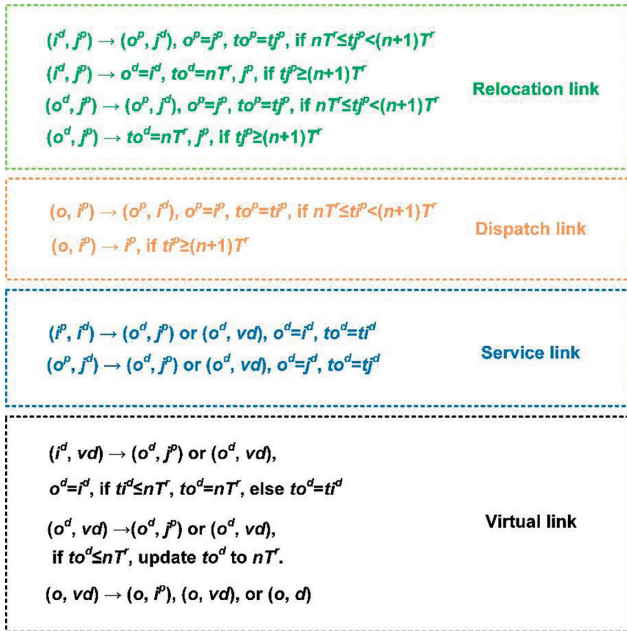 (i^d, j^p) → (o^p, j^d), o^p=j^p, to^p=tj^p, if nT^r≤tj^p<(n+1)T^r
(i^d, j^p) → o^d=i^d, to^d=nT^r, j^p, if tj^p≥(n+1)T^r
Relocation link
(o^d, j^p) → (o^p, j^d), o^p=j^p, to^p=tj^p, if nT^r≤tj^p<(n+1)T^r
(o^d, j^p) → to^d=nT^r, j^p, if tj^p≥(n+1)T^r
(o, i^p) → (o^p, i^d), o^p=i^p, to^p=ti^p, if nT^r≤ti^p<(n+1)T^r
Dispatch link
(o, i^p) → i^p, if ti^p≥(n+1)T^r
(i^p, i^d) → (o^d, j^p) or (o^d, vd), o^d=i^d, to^d=ti^d
Service link
(o^p, j^d) → (o^d, j^p) or (o^d, vd), o^d=j^d, to^d=tj^d
(i^d, vd) → (o^d, j^p) or (o^d, vd),
o^d=i^d, if ti^d≤nT^r, to^d=nT^r, else to^d=ti^d
Virtual link
(o^d, vd) →(o^d, j^p) or (o^d, vd),
if to^d≤nT^r, update to^d to nT^r.
(o, vd) → (o, i^p), (o, vd), or (o, d)